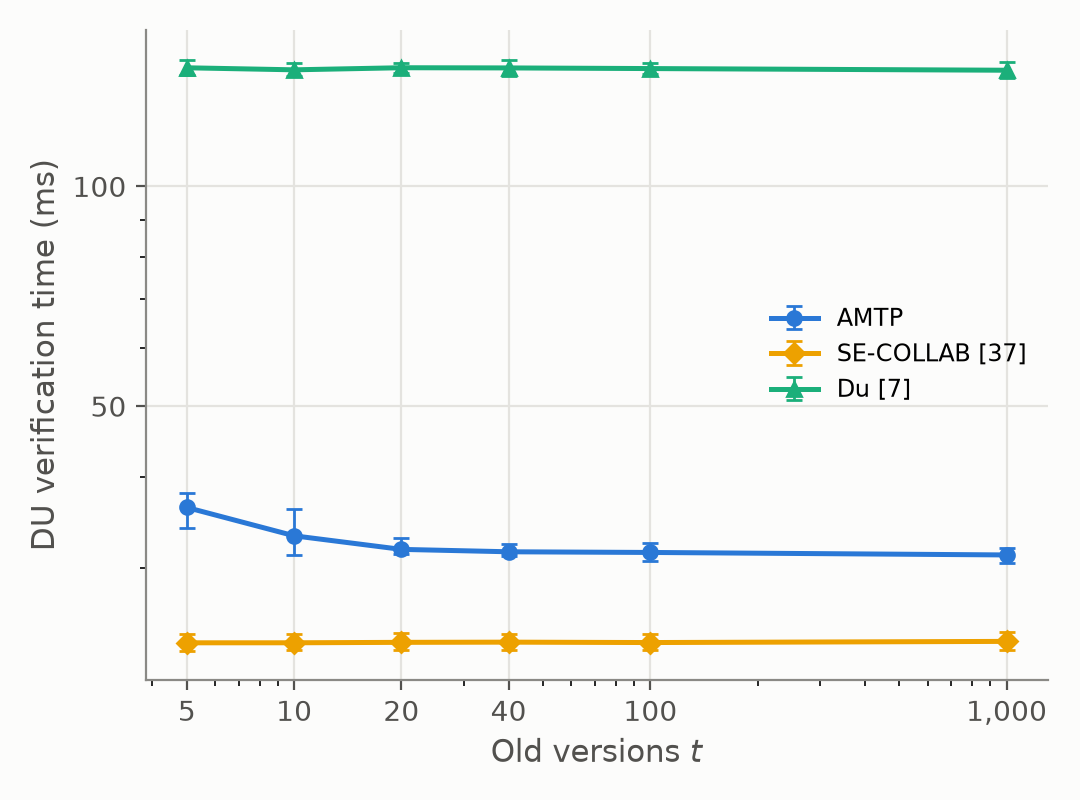 DU verification time (ms)
100
50
AMTP
SE-COLLAB [37]
Du [7]
5 10 20 40 100 1,000
Old versions t